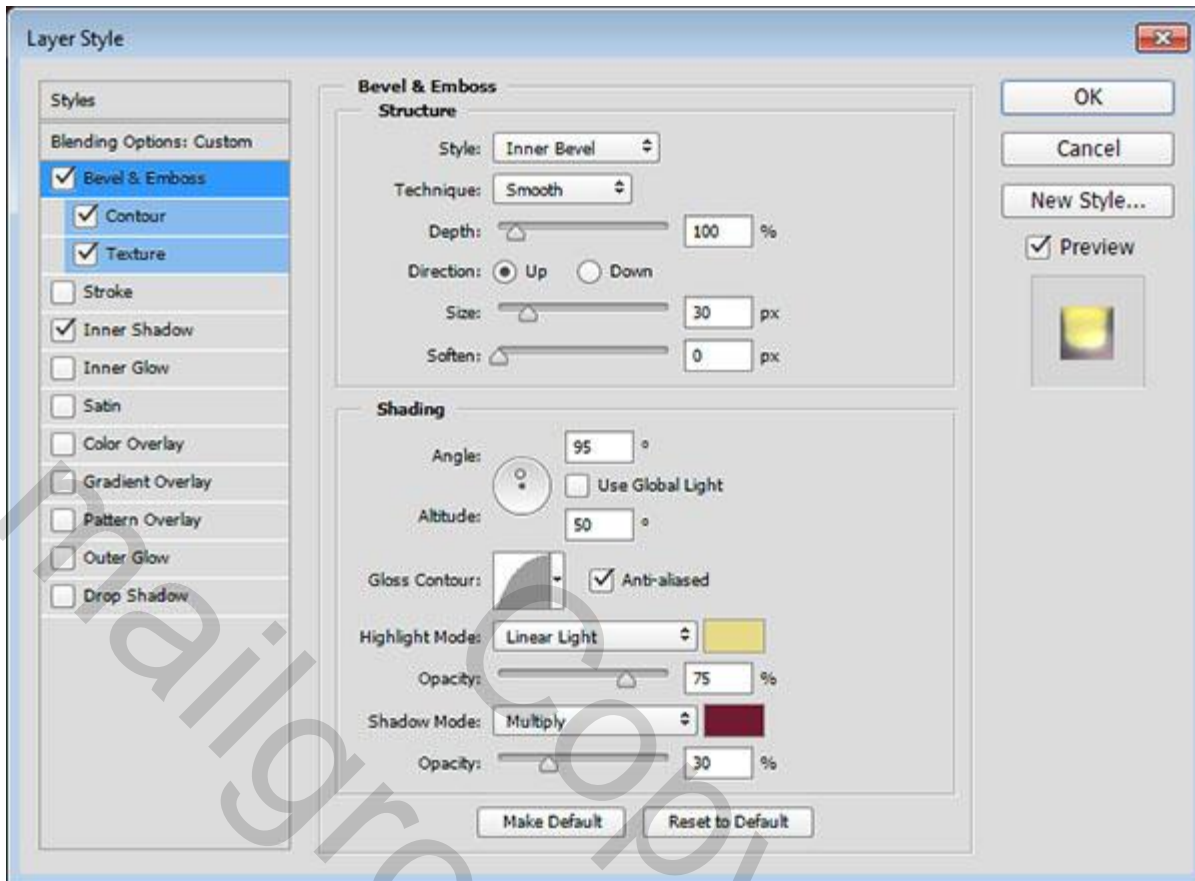 Layer Style
Styles
Blending Options: Custom
Bevel & Emboss
Contour
Texture
Stroke
Inner Shadow
Inner Glow
Satin
Color Overlay
Gradient Overlay
Pattern Overlay
Outer Glow
Drop Shadow
Bevel & Emboss
Structure
Style: Inner Bevel
Technique: Smooth
Depth: 100 %
Direction: Up Down
Size: 30 px
Soften: 0 px
Shading
Angle: 95 °
Use Global Light
Altitude: 50 °
Gloss Contour: Anti-aliased
Highlight Mode: Linear Light
Opacity: 75 %
Shadow Mode: Multiply
Opacity: 30 %
Make Default Reset to Default
OK
Cancel
New Style...
Preview